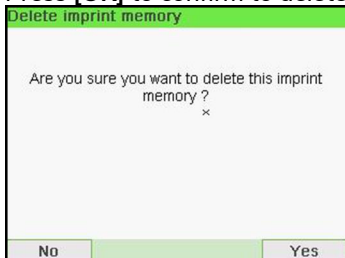 Press [OK] to confirm to delete
Delete imprint memory
Are you sure you want to delete this imprint
memory ?
×
No Yes